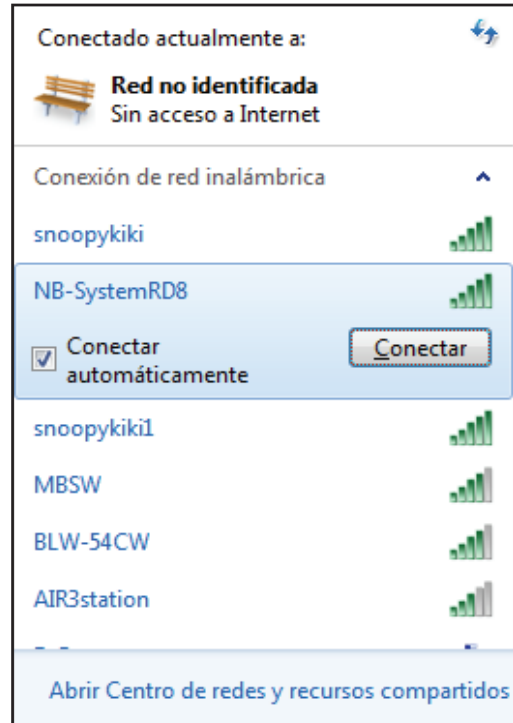 Conectado actualmente a:
Red no identificada
Sin acceso a Internet
Conexión de red inalámbrica
snoopykiki
NB-SystemRD8
Conectar
automáticamente
Conectar
snoopykiki1
MBSW
BLW-54CW
AIR3station
Abrir Centro de redes y recursos compartidos